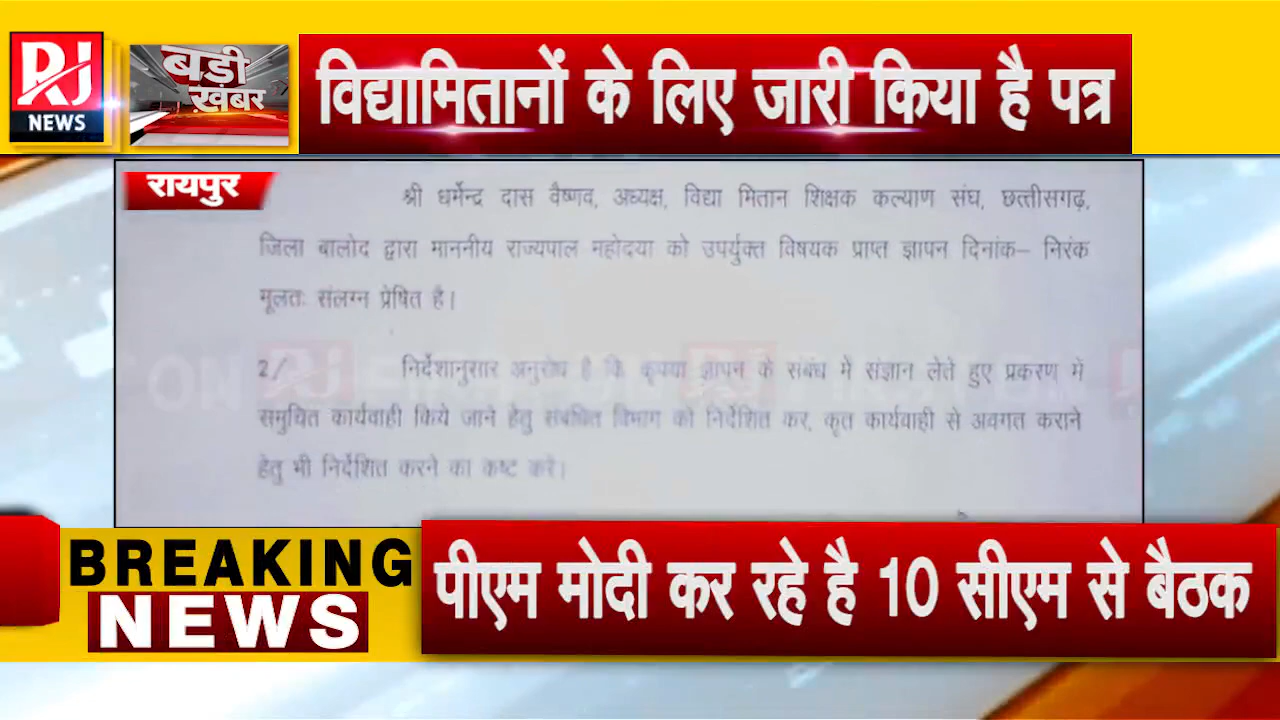 RJ
NEWS
बड़ी
खबर
विद्यामितानों के लिए जारी किया है पत्र
रायपुर
श्री धर्मेन्द्र दास वैष्णव, अध्यक्ष, विद्या मितान शिक्षक कल्याण संघ, छत्तीसगढ़,
जिला बालोद द्वारा माननीय राज्यपाल महोदया को उपर्युक्त विषयक प्राप्त ज्ञापन दिनांक– निरंक
मूलतः संलग्न प्रेषित है।
2/ निर्देशानुसार अनुरोध है कि कृपया ज्ञापन के संबंध मे संज्ञान लेते हुए प्रकरण में
समुचित कार्यवाही किये जाने हेतु संबंधित विभाग को निर्देशित कर, कृत कार्यवाही से अवगत कराने
हेतु भी निर्देशित करने का कष्ट करें।
BREAKING
NEWS
पीएम मोदी कर रहे है 10 सीएम से बैठक